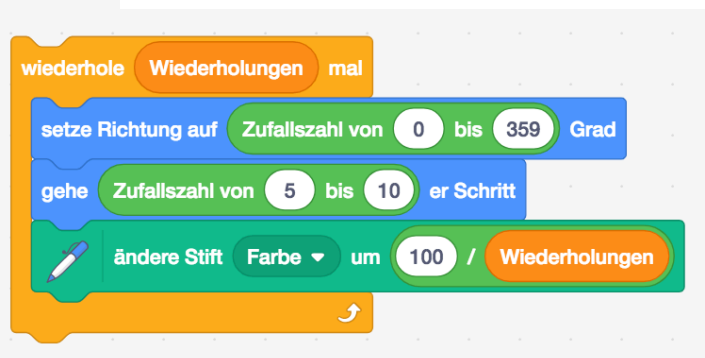 wiederhole Wiederholungen mal
setze Richtung auf Zufallszahl von 0 bis 359 Grad
gehe Zufallszahl von 5 bis 10 er Schritt
ändere Stift Farbe um 100 / Wiederholungen